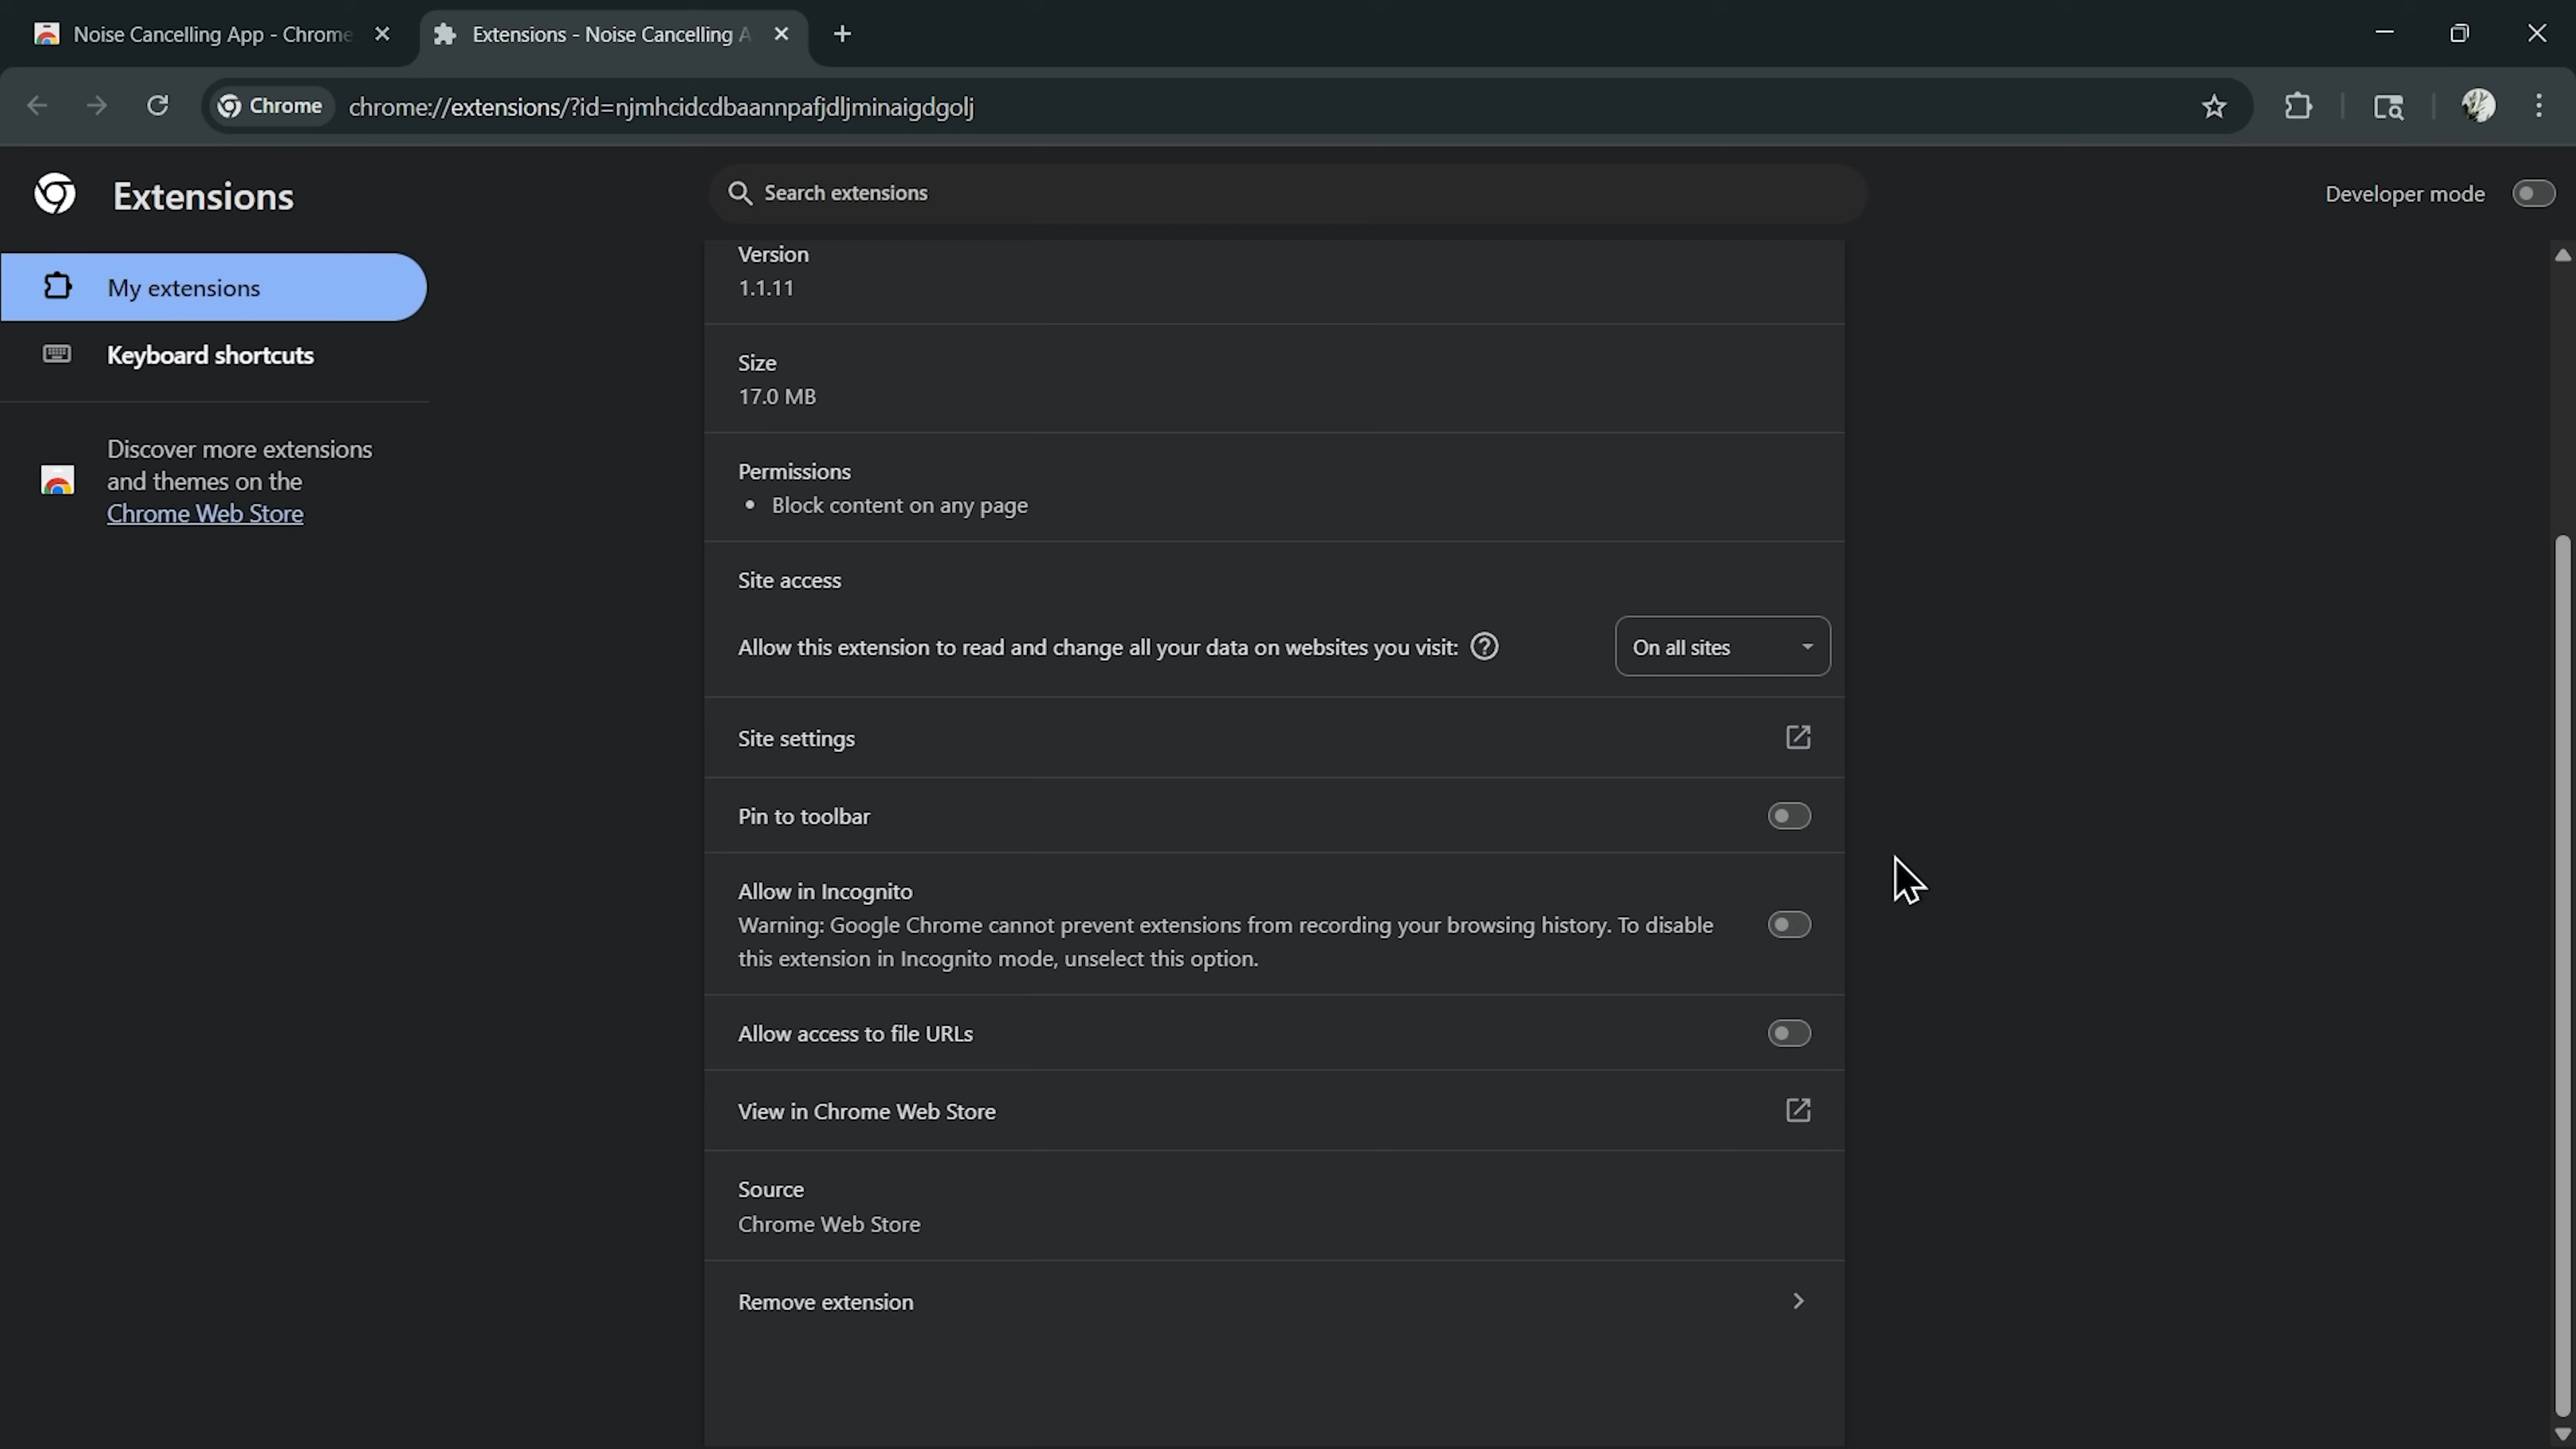 Noise Cancelling App - Chrome
Extensions - Noise Cancelling A
Chrome
chrome://extensions/?id=njmhcidcdbaannpafjdljminaigdgolj
Extensions
Search extensions
Developer mode
My extensions
Keyboard shortcuts
Discover more extensions
and themes on the
Chrome Web Store
Version
1.1.11
Size
17.0 MB
Permissions
• Block content on any page
Site access
Allow this extension to read and change all your data on websites you visit:
On all sites
Site settings
Pin to toolbar
Allow in Incognito
Warning: Google Chrome cannot prevent extensions from recording your browsing history. To disable
this extension in Incognito mode, unselect this option.
Allow access to file URLs
View in Chrome Web Store
Source
Chrome Web Store
Remove extension